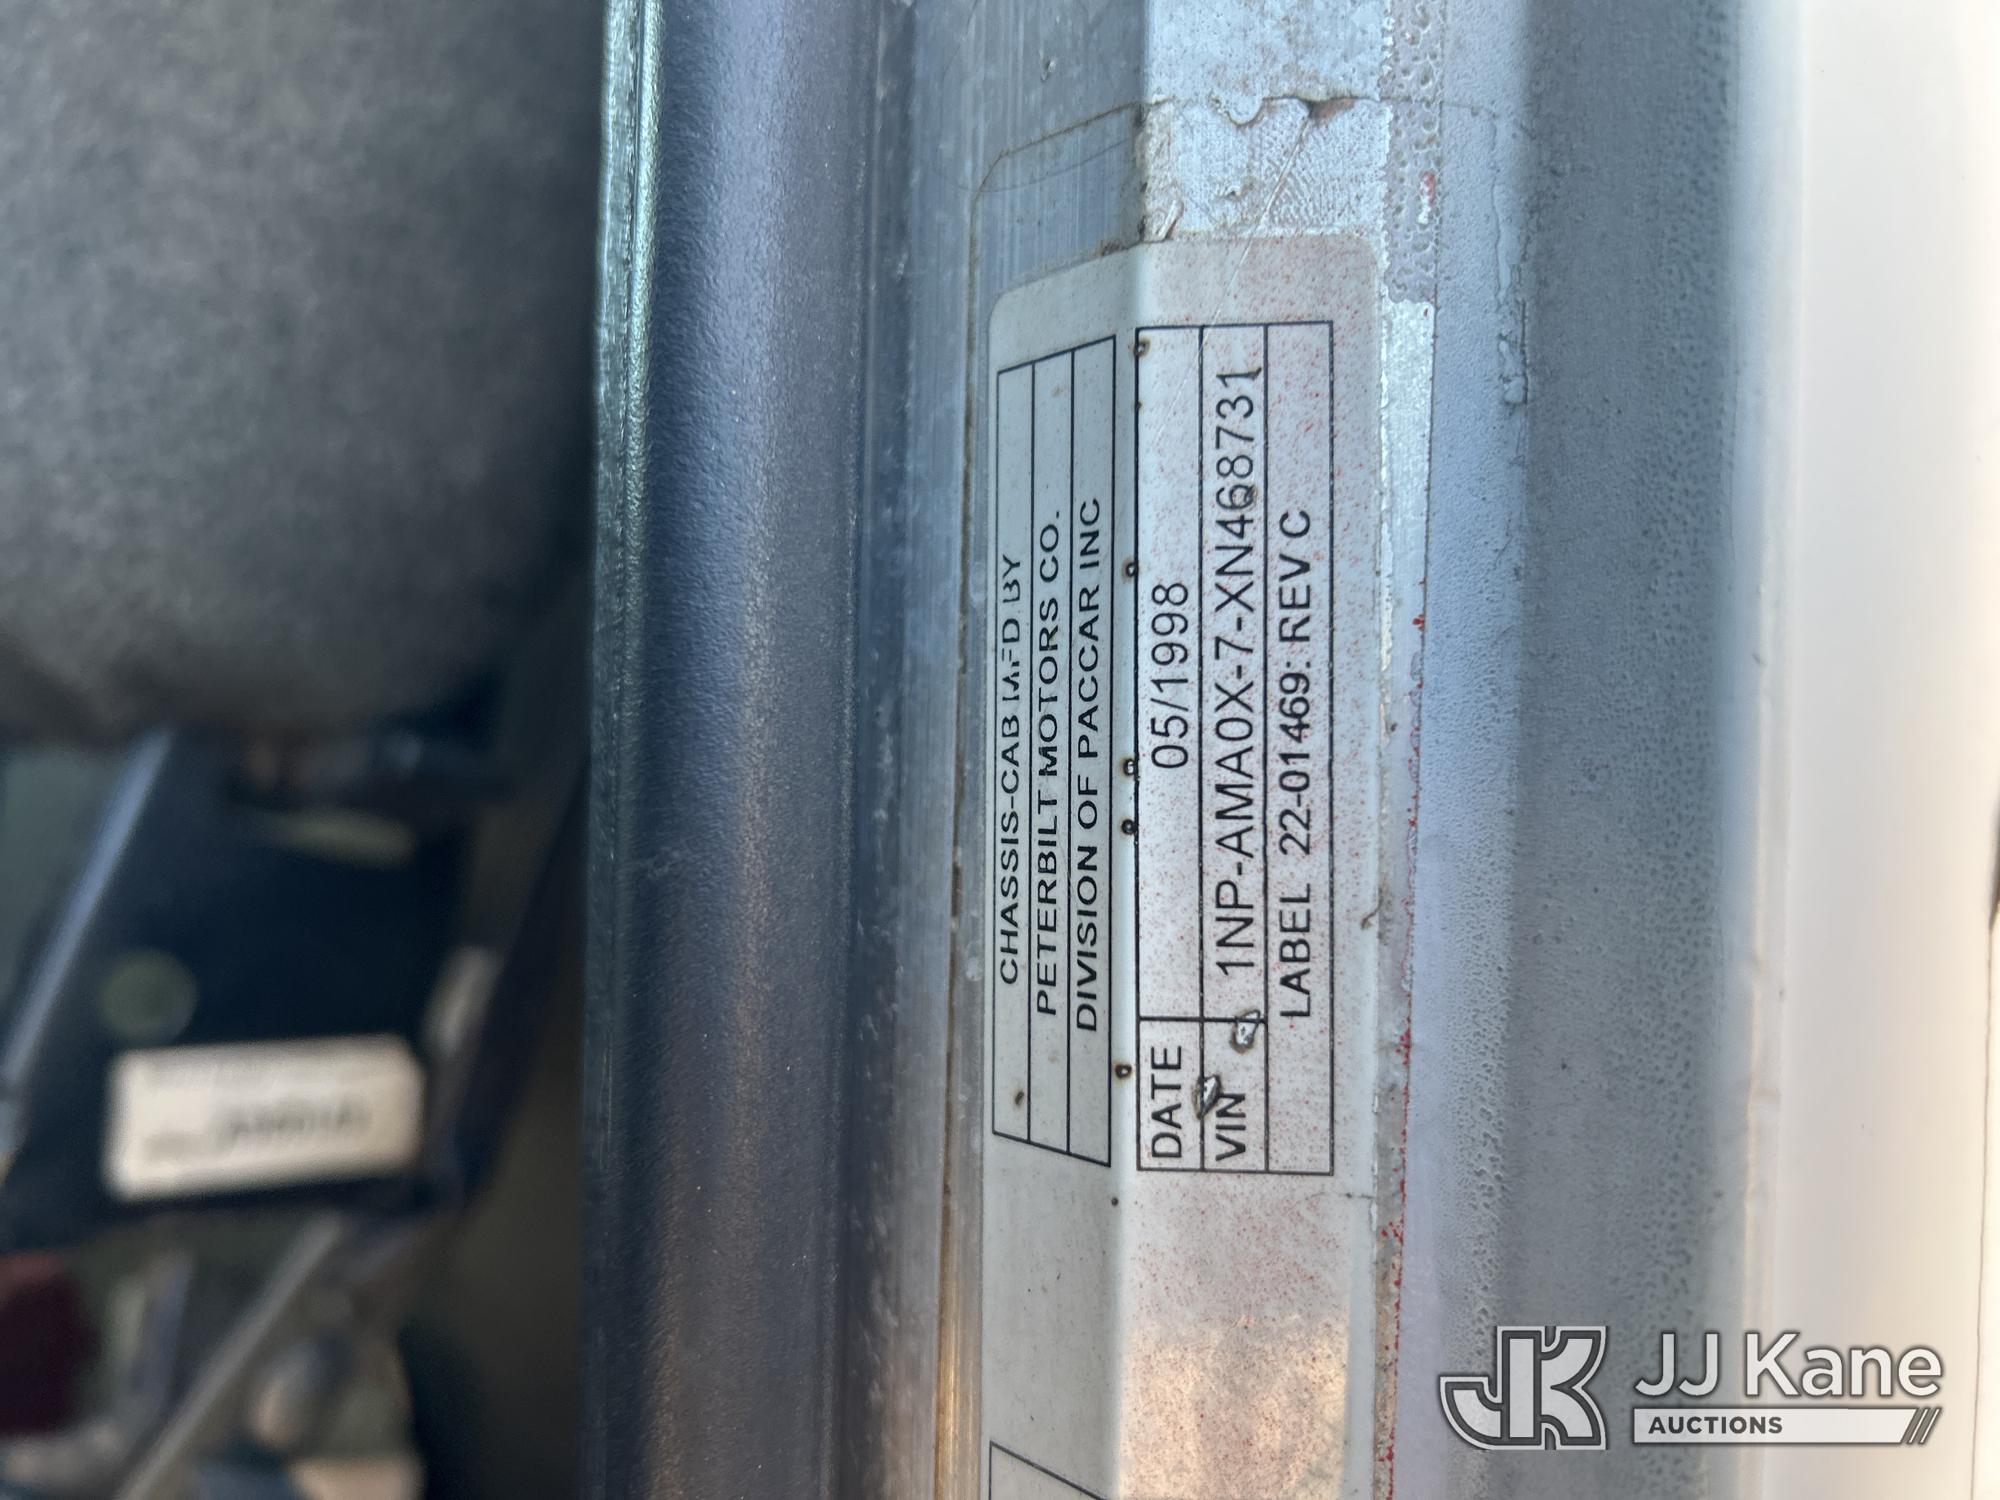 CHASSIS-CAB MFD BY
PETERBILT MOTORS CO.
DIVISION OF PACCAR INC
DATE 05/1998
VIN 1NP-AMA0X-7-XN468731
LABEL 22-01469: REV C
JK JJ Kane
AUCTIONS